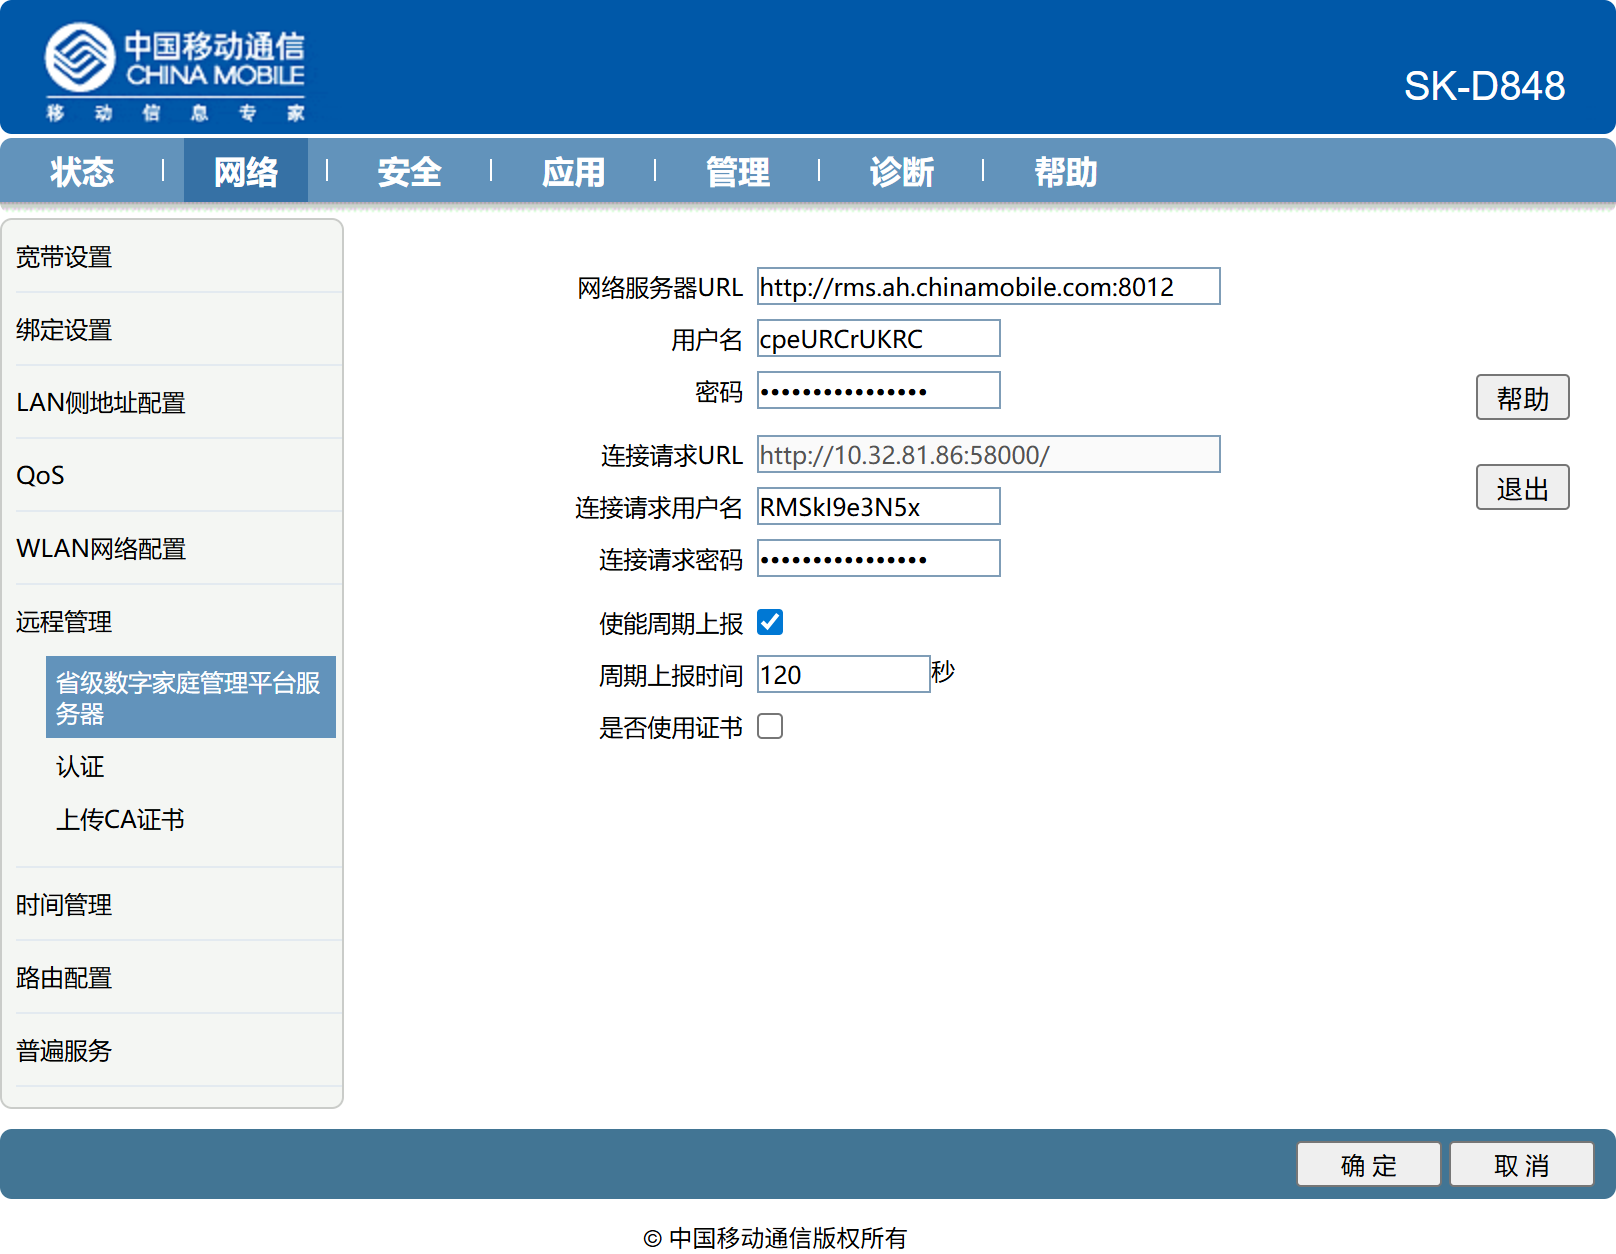 中国移动通信
CHINA MOBILE
移动信息专家
SK-D848
状态 网络 安全 应用 管理 诊断 帮助
宽带设置
绑定设置
LAN侧地址配置
QoS
WLAN网络配置
远程管理
省级数字家庭管理平台服
务器
认证
上传CA证书
时间管理
路由配置
普遍服务
网络服务器URL http://rms.ah.chinamobile.com:8012
用户名 cpeURCrUKRC
密码 ••••••••••••••••
连接请求URL http://10.32.81.86:58000/
连接请求用户名 RMSkI9e3N5x
连接请求密码 ••••••••••••••••
使能周期上报
周期上报时间 120 秒
是否使用证书
帮助
退出
确 定 取 消
© 中国移动通信版权所有